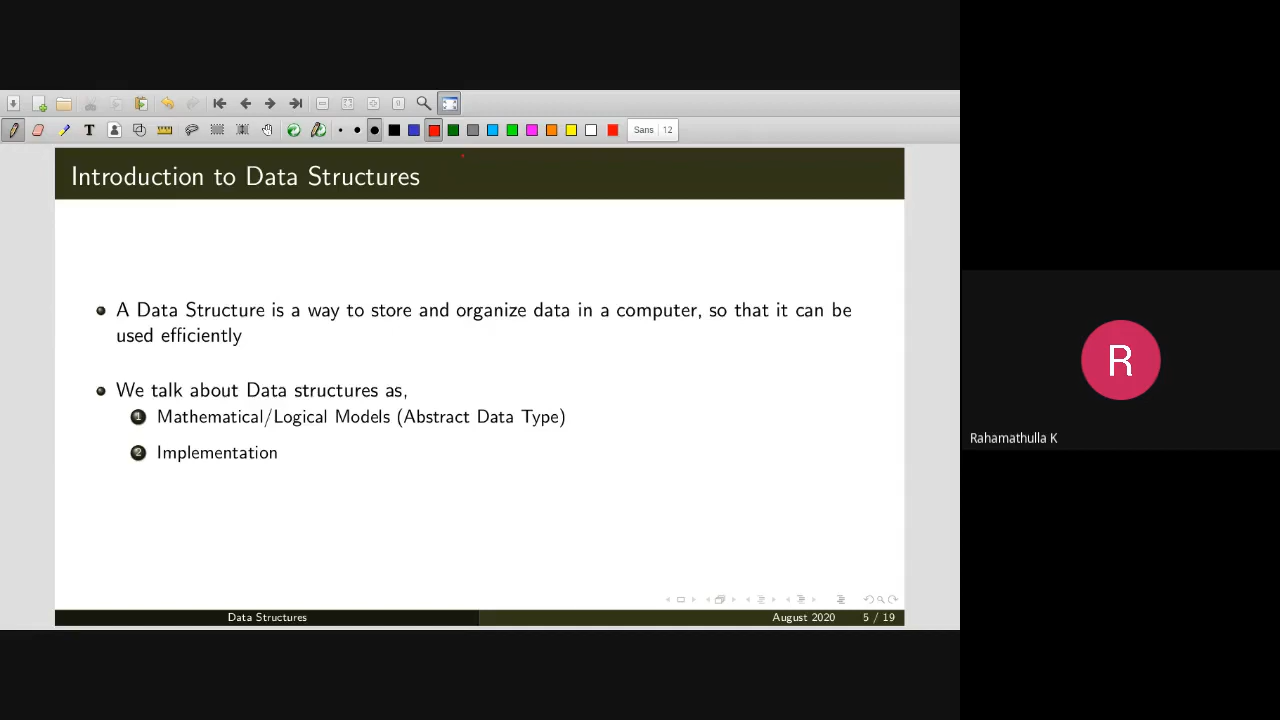 T
Sans 12
Introduction to Data Structures
A Data Structure is a way to store and organize data in a computer, so that it can be
used efficiently
We talk about Data structures as,
1 Mathematical/Logical Models (Abstract Data Type)
2 Implementation
Data Structures August 2020 5 / 19
R
Rahamathulla K